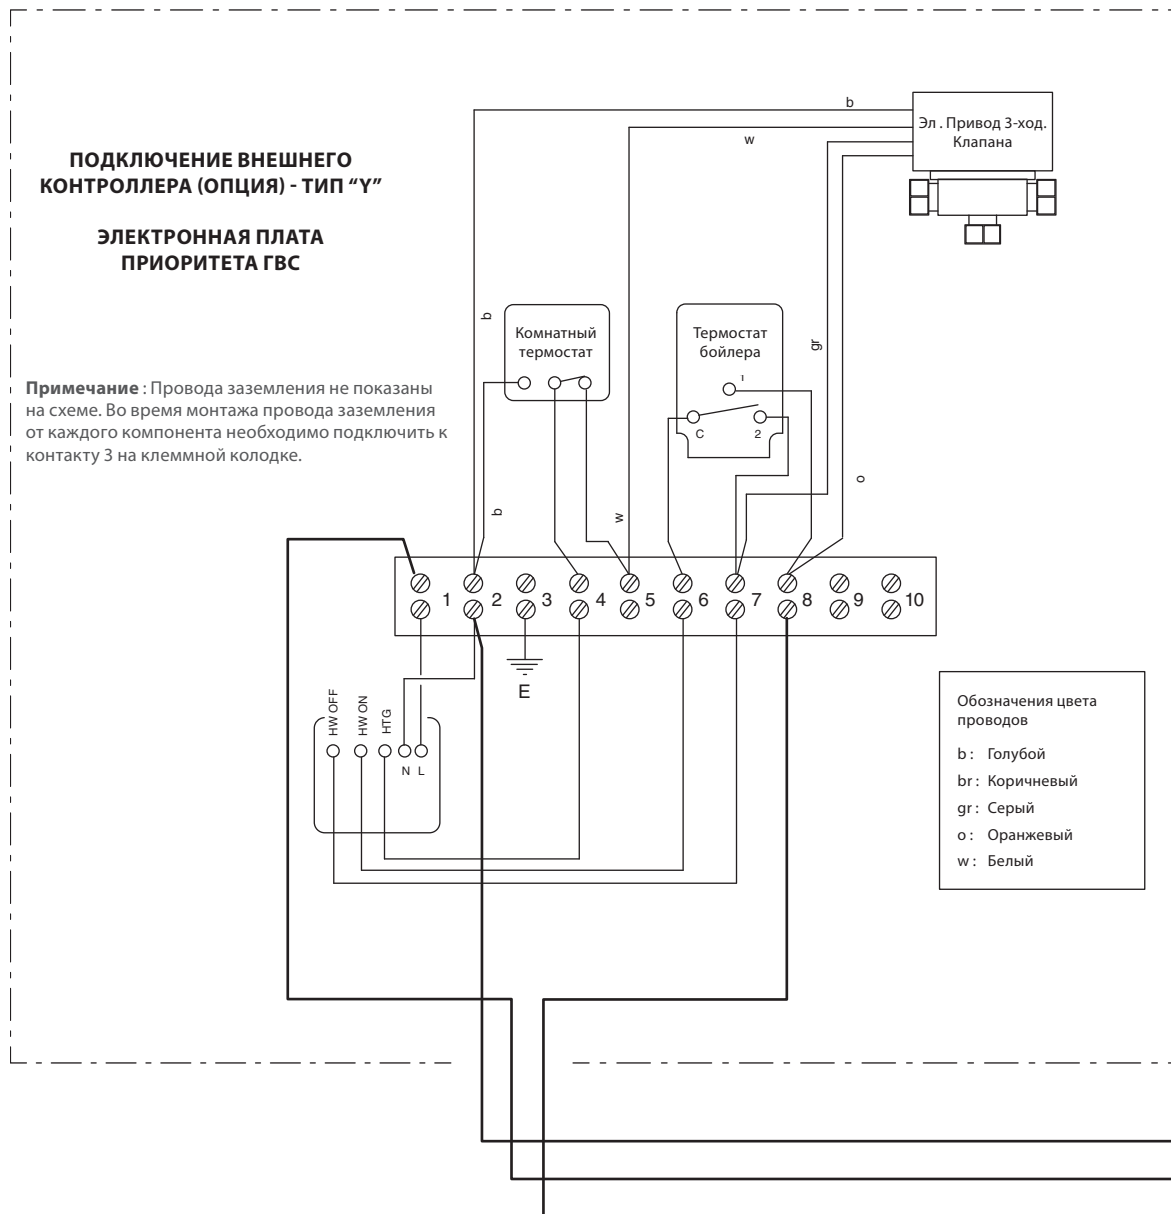 ПОДКЛЮЧЕНИЕ ВНЕШНЕГО
КОНТРОЛЛЕРА (ОПЦИЯ) - ТИП “Y”
ЭЛЕКТРОННАЯ ПЛАТА
ПРИОРИТЕТА ГВС
Примечание : Провода заземления не показаны
на схеме. Во время монтажа провода заземления
от каждого компонента необходимо подключить к
контакту 3 на клеммной колодке.
b
w
Эл . Привод 3-ход.
Клапана
b
Комнатный
термостат
Термостат
бойлера
1
C 2
gr
o
b
w
1 2 3 4 5 6 7 8 9 10
E
HW OFF
HW ON
HTG
N L
Обозначения цвета
проводов
b : Голубой
br : Коричневый
gr : Серый
o : Оранжевый
w : Белый